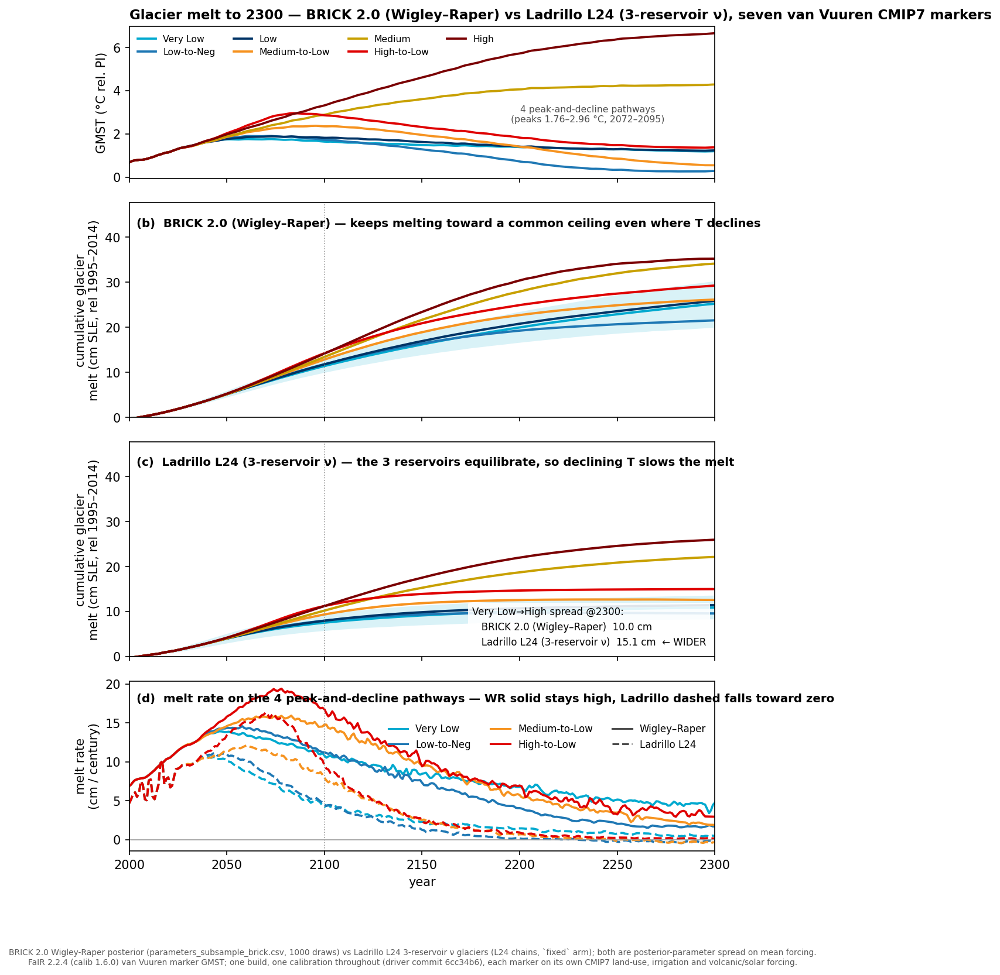 Glacier melt to 2300 — BRICK 2.0 (Wigley–Raper) vs Ladrillo L24 (3-reservoir ν), seven van Vuuren CMIP7 markers
GMST (°C rel. PI)
6
4
2
0
Very Low
Low-to-Neg
Low
Medium-to-Low
Medium
High-to-Low
High
4 peak-and-decline pathways
(peaks 1.76–2.96 °C, 2072–2095)
(b)  BRICK 2.0 (Wigley–Raper) — keeps melting toward a common ceiling even where T declines
cumulative glacier
melt (cm SLE, rel 1995–2014)
40
30
20
10
0
(c)  Ladrillo L24 (3-reservoir ν) — the 3 reservoirs equilibrate, so declining T slows the melt
cumulative glacier
melt (cm SLE, rel 1995–2014)
40
30
20
10
0
Very Low→High spread @2300:
BRICK 2.0 (Wigley–Raper)  10.0 cm
Ladrillo L24 (3-reservoir ν)  15.1 cm  ← WIDER
(d)  melt rate on the 4 peak-and-decline pathways — WR solid stays high, Ladrillo dashed falls toward zero
melt rate
(cm / century)
20
15
10
5
0
Very Low
Low-to-Neg
Medium-to-Low
High-to-Low
Wigley–Raper
Ladrillo L24
2000
2050
2100
2150
2200
2250
2300
year
BRICK 2.0 Wigley-Raper posterior (parameters_subsample_brick.csv, 1000 draws) vs Ladrillo L24 3-reservoir ν glaciers (L24 chains, `fixed` arm); both are posterior-parameter spread on mean forcing.
FaIR 2.2.4 (calib 1.6.0) van Vuuren marker GMST; one build, one calibration throughout (driver commit 6cc34b6), each marker on its own CMIP7 land-use, irrigation and volcanic/solar forcing.